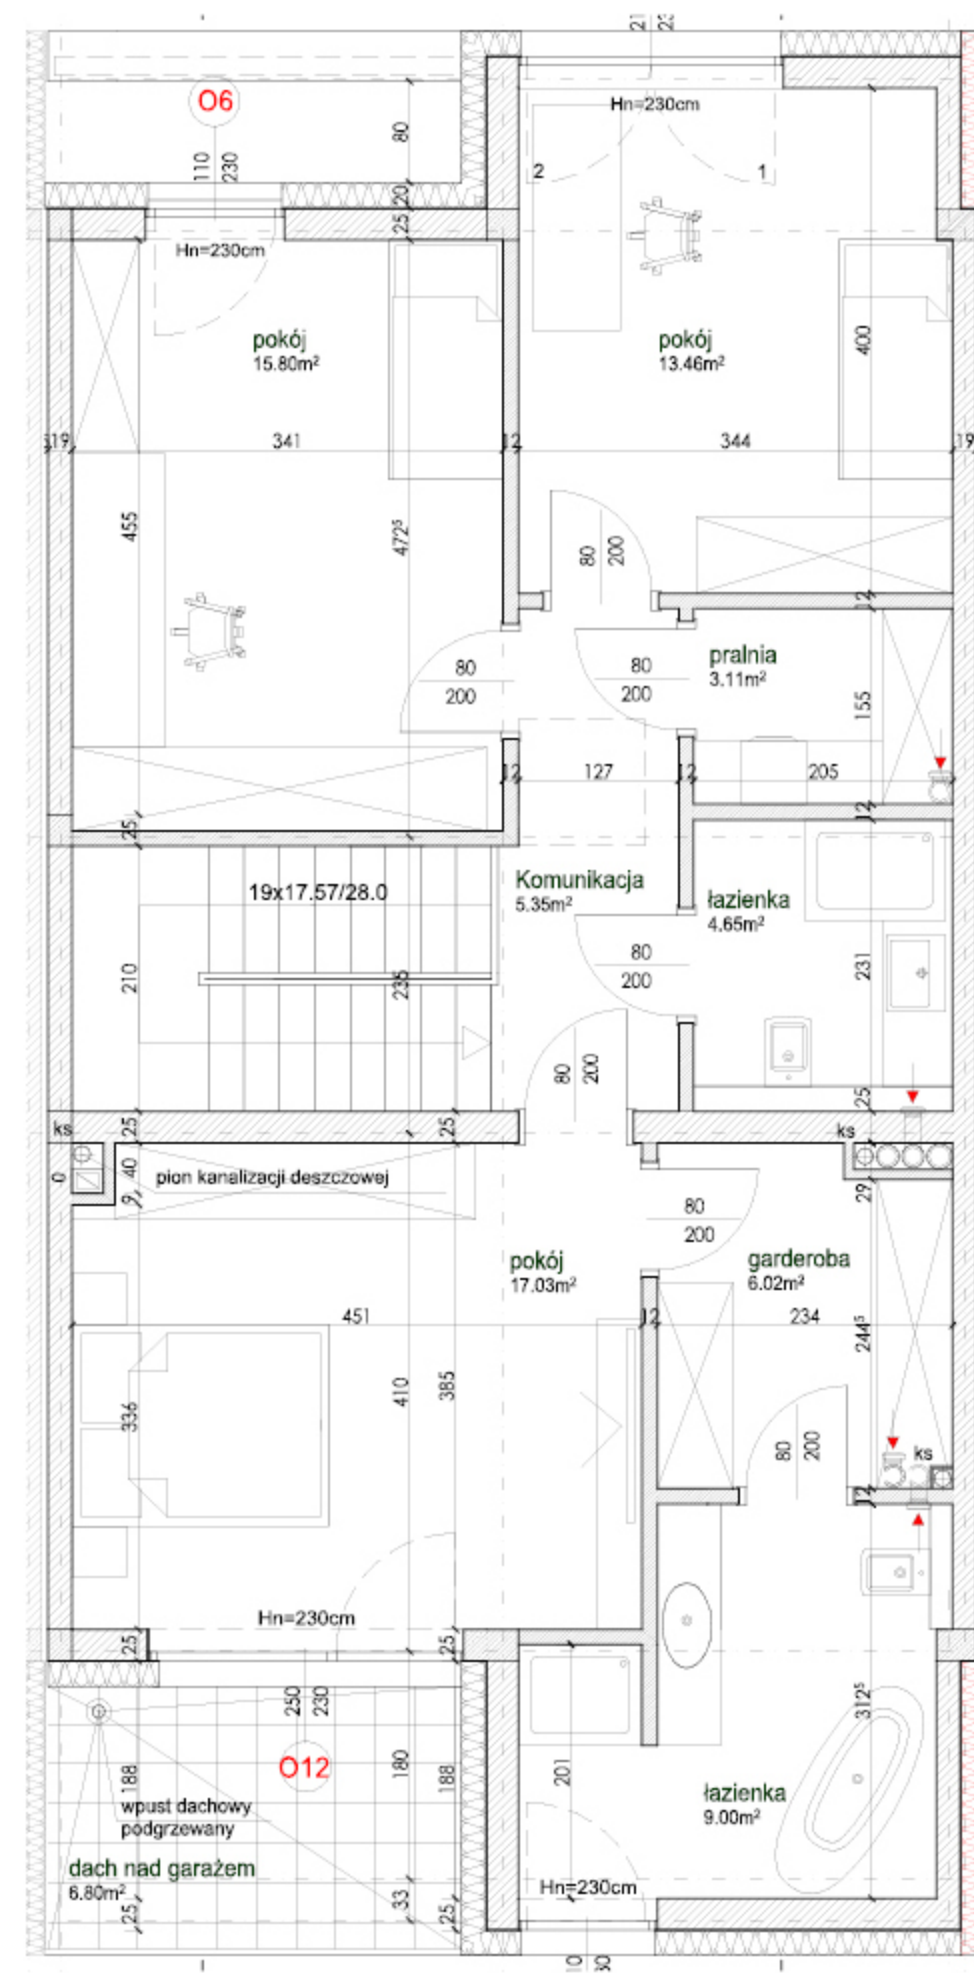 O6
110
230
80
20
25
Hn=230cm
Hn=230cm
2
1
pokój
15.80m²
pokój
13.46m²
400
19
341
12
344
19
455
472⁵
80
200
12
80
200
80
200
pralnia
3.11m²
155
12
127
12
205
25
12
19x17.57/28.0
Komunikacja
5.35m²
łazienka
4.65m²
210
235
80
200
231
80
200
25
ks
25
25
ks
0
40
9
pion kanalizacji deszczowej
80
200
29
pokój
17.03m²
garderoba
6.02m²
451
12
234
244⁵
336
410
385
80
200
ks
12
Hn=230cm
25
25
250
230
312⁵
O12
188
180
188
201
wpust dachowy
podgrzewany
łazienka
9.00m²
dach nad garażem
6.80m²
Hn=230cm
25
33
25